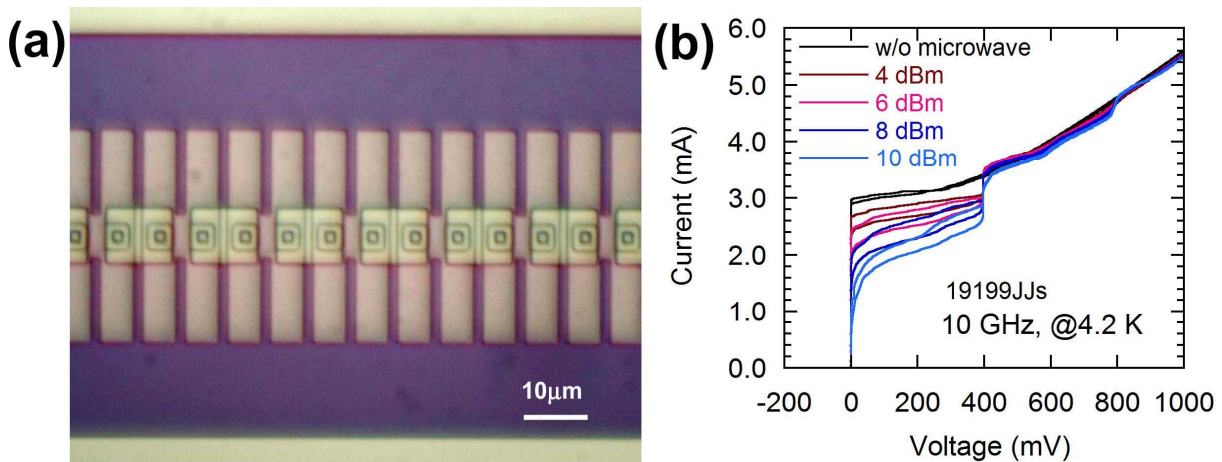 (a)
10μm
(b)
6.0
5.0
4.0
3.0
2.0
1.0
0.0
Current (mA)
w/o microwave
4 dBm
6 dBm
8 dBm
10 dBm
19199JJs
10 GHz, @4.2 K
-200 0 200 400 600 800 1000
Voltage (mV)